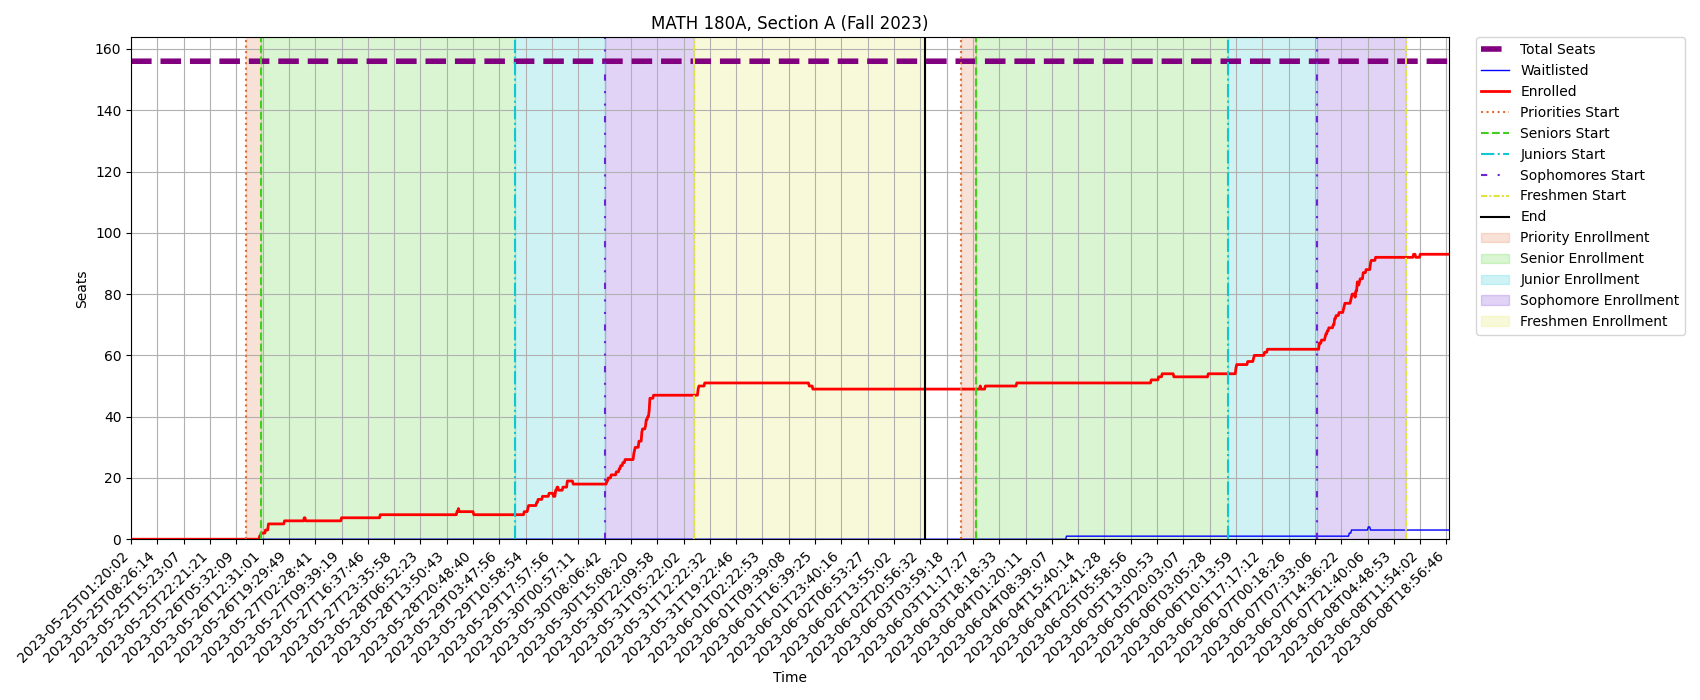 MATH 180A, Section A (Fall 2023)
Seats
160
140
120
100
80
60
40
20
0
2023-05-25T01:20:02
2023-05-25T08:26:14
2023-05-25T15:23:07
2023-05-25T22:21:21
2023-05-26T05:32:09
2023-05-26T12:31:01
2023-05-26T19:29:49
2023-05-27T02:28:41
2023-05-27T09:39:19
2023-05-27T16:37:46
2023-05-27T23:35:58
2023-05-28T06:52:23
2023-05-28T13:50:43
2023-05-28T20:48:40
2023-05-29T03:47:56
2023-05-29T10:58:54
2023-05-29T17:57:56
2023-05-30T00:57:11
2023-05-30T08:06:42
2023-05-30T15:08:20
2023-05-30T22:09:58
2023-05-31T05:22:02
2023-05-31T12:22:32
2023-05-31T19:22:46
2023-06-01T02:22:53
2023-06-01T09:39:08
2023-06-01T16:39:25
2023-06-01T23:40:16
2023-06-02T06:53:27
2023-06-02T13:55:02
2023-06-02T20:56:32
2023-06-03T03:59:18
2023-06-03T11:17:27
2023-06-03T18:18:33
2023-06-04T01:20:11
2023-06-04T08:39:07
2023-06-04T15:40:14
2023-06-04T22:41:28
2023-06-05T05:58:56
2023-06-05T13:00:53
2023-06-05T20:03:07
2023-06-06T03:05:28
2023-06-06T10:13:59
2023-06-06T17:17:12
2023-06-07T00:18:26
2023-06-07T07:33:06
2023-06-07T14:36:22
2023-06-07T21:40:06
2023-06-08T04:48:53
2023-06-08T11:54:02
2023-06-08T18:56:46
Time
Total Seats
Waitlisted
Enrolled
Priorities Start
Seniors Start
Juniors Start
Sophomores Start
Freshmen Start
End
Priority Enrollment
Senior Enrollment
Junior Enrollment
Sophomore Enrollment
Freshmen Enrollment